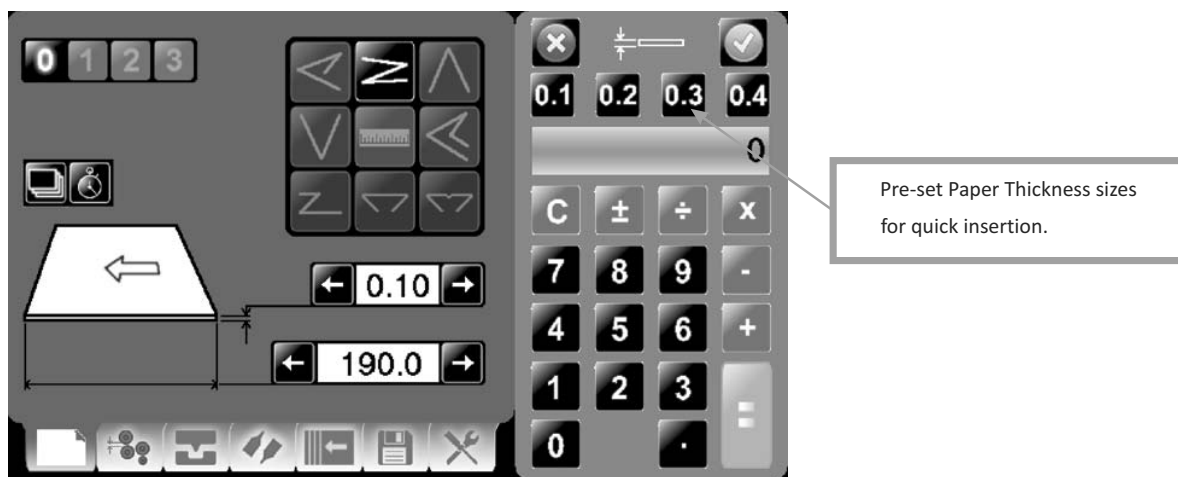 0 1 2 3
0.10
190.0
0.1 0.2 0.3 0.4
0
C ± ÷ x
7 8 9 -
4 5 6 +
1 2 3 =
0 .
Pre-set Paper Thickness sizes
for quick insertion.